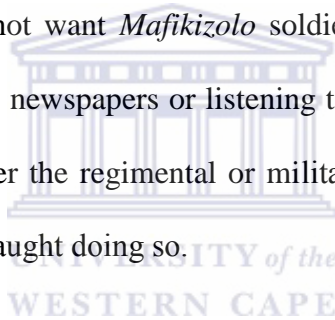 not want Mafikizolo soldie
newspapers or listening t
er the regimental or milita
aught doing so.
UNIVERSITY of the
WESTERN CAPE